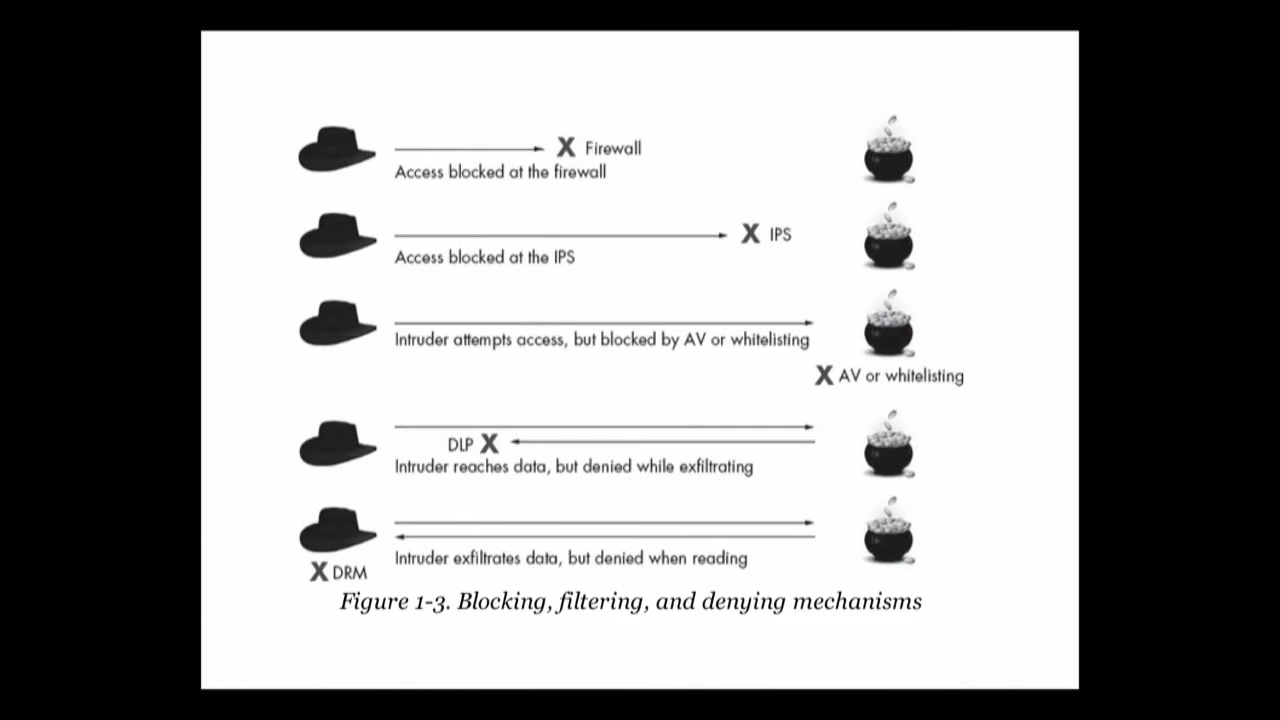 X Firewall
Access blocked at the firewall
X IPS
Access blocked at the IPS
Intruder attempts access, but blocked by AV or whitelisting
X AV or whitelisting
DLP X
Intruder reaches data, but denied while exfiltrating
Intruder exfiltrates data, but denied when reading
X DRM
Figure 1-3. Blocking, filtering, and denying mechanisms